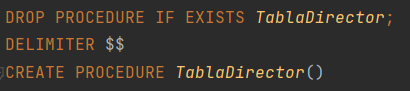 DROP PROCEDURE IF EXISTS TablaDirector;
DELIMITER $$
CREATE PROCEDURE TablaDirector()